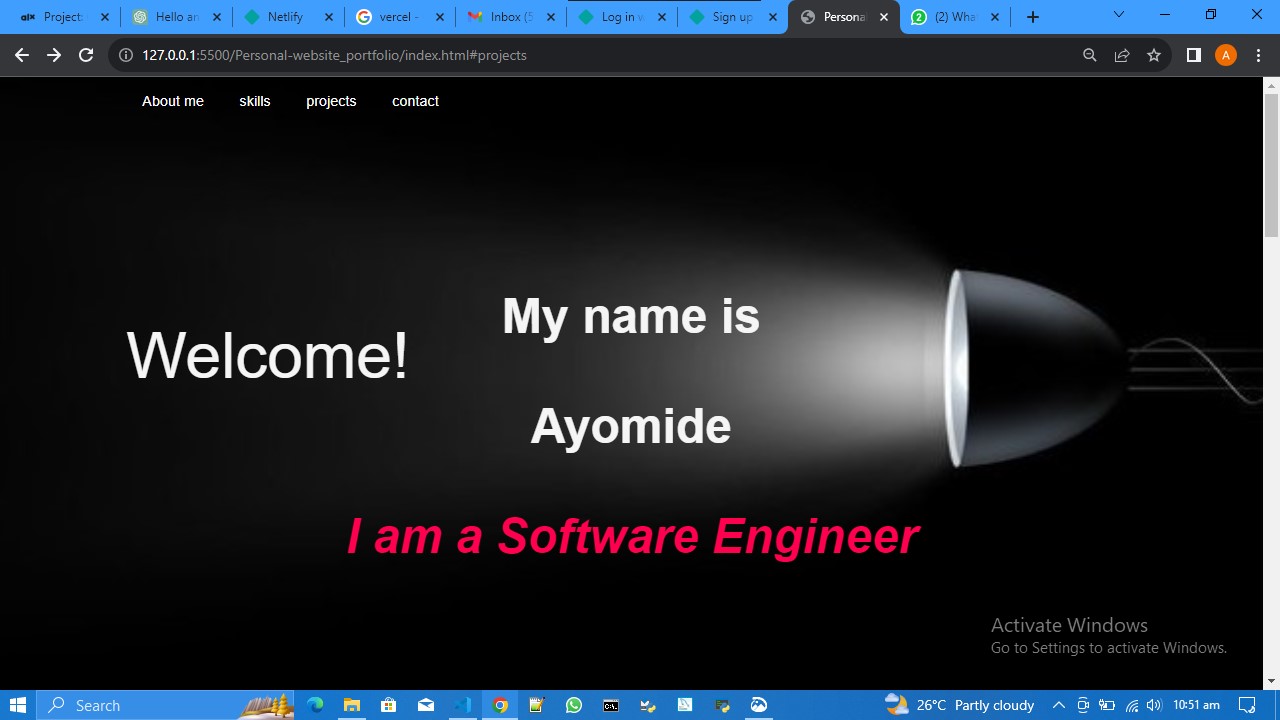 Project
Hello an
Netlify
vercel -
Inbox (5
Log in w
Sign up
Persona
2
(2) Wha
127.0.0.1:5500/Personal-website_portfolio/index.html#projects
A
About me skills projects contact
My name is
Welcome!
Ayomide
I am a Software Engineer
Activate Windows
Go to Settings to activate Windows.
Search
26°C Partly cloudy
10:51 am